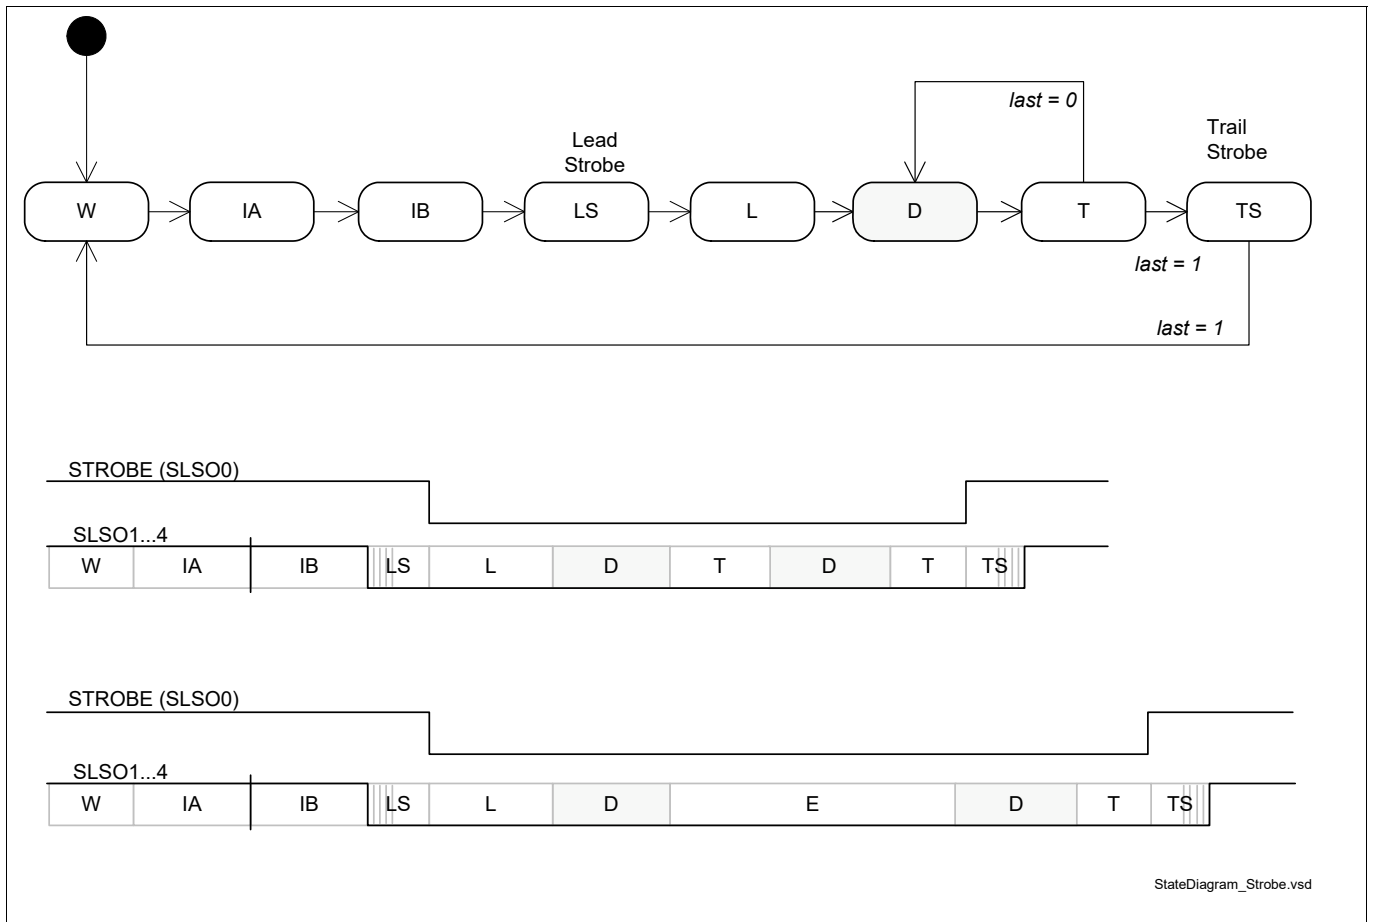 last = 0
Lead
Strobe
Trail
Strobe
W IA IB LS L D T TS
last = 1
last = 1
STROBE (SLSO0)
SLSO1...4
W IA IB LS L D T D T TS
STROBE (SLSO0)
SLSO1...4
W IA IB LS L D E D T TS
StateDiagram_Strobe.vsd